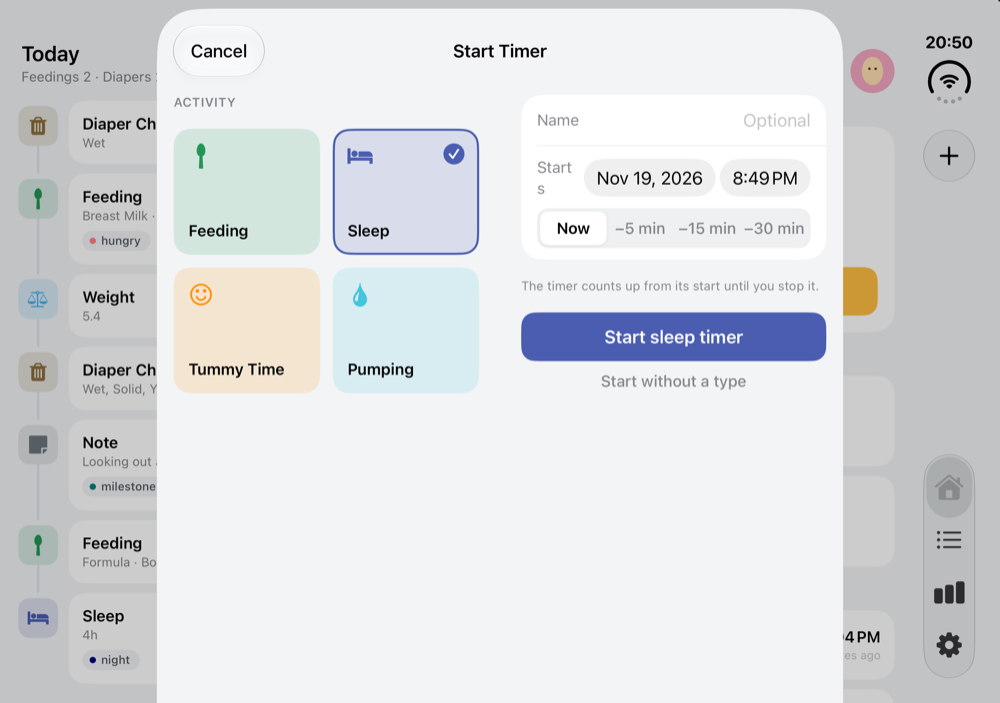 Today
Feedings 2 · Diapers
Diaper Ch
Wet
Feeding
Breast Milk ·
hungry
Weight
5.4
Diaper Ch
Wet, Solid, Y
Note
Looking out
milestone
Feeding
Formula · Bo
Sleep
4h
night
Cancel
Start Timer
ACTIVITY
Feeding
Sleep
Tummy Time
Pumping
Name Optional
Start
s
Nov 19, 2026 8:49 PM
Now −5 min −15 min −30 min
The timer counts up from its start until you stop it.
Start sleep timer
Start without a type
20:50
4 PM
es ago